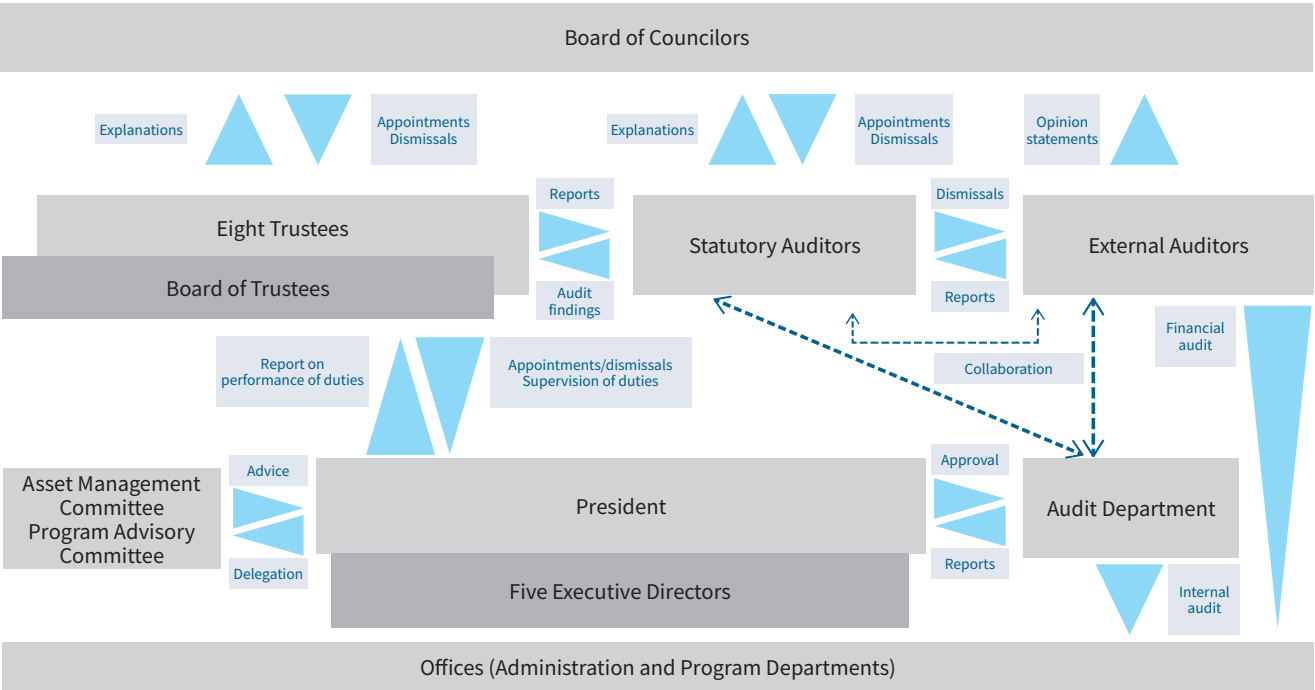 Board of Councilors
Explanations
Appointments
Dismissals
Explanations
Appointments
Dismissals
Opinion
statements
Eight Trustees
Board of Trustees
Reports
Audit
findings
Statutory Auditors
Dismissals
Reports
External Auditors
Report on
performance of duties
Appointments/dismissals
Supervision of duties
Collaboration
Financial
audit
Asset Management
Committee
Program Advisory
Committee
Advice
Delegation
President
Five Executive Directors
Approval
Reports
Audit Department
Internal
audit
Offices (Administration and Program Departments)